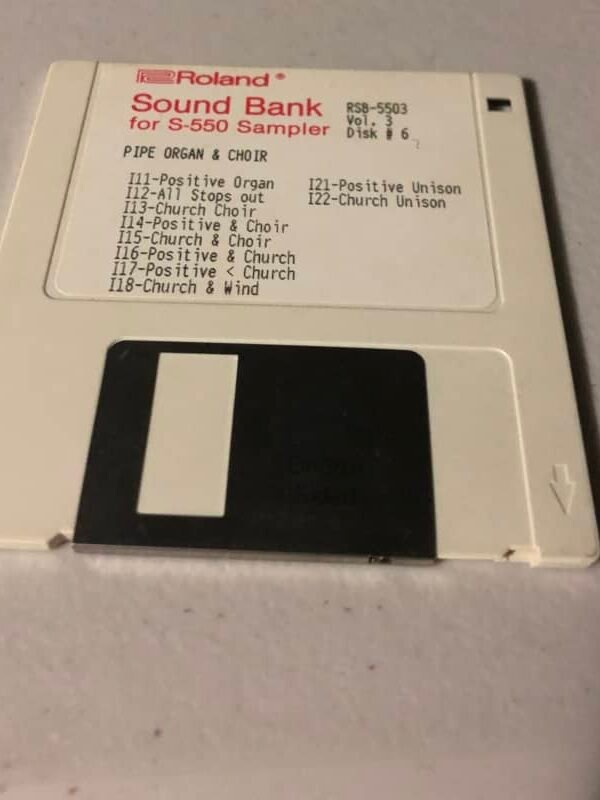 Roland®
Sound Bank
for S-550 Sampler
RSB-5503
Vol. 3
Disk # 6
PIPE ORGAN & CHOIR
I11-Positive Organ
I12-All Stops out
I13-Church Choir
I14-Positive & Choir
I15-Church & Choir
I16-Positive & Church
I17-Positive < Church
I18-Church & Wind
I21-Positive Unison
I22-Church Unison